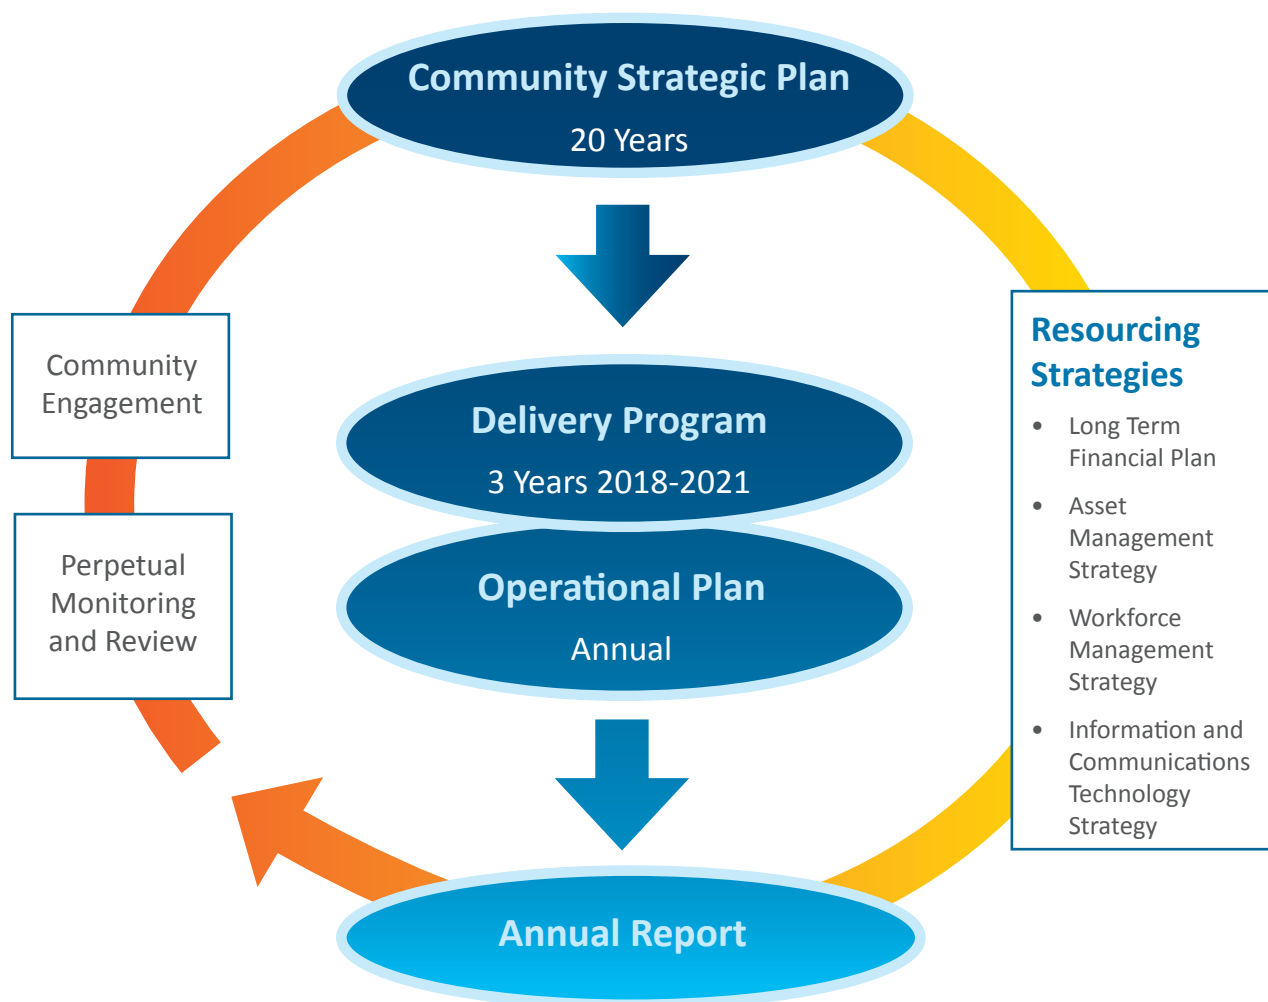 Community Strategic Plan
20 Years
Community
Engagement
Perpetual
Monitoring
and Review
Delivery Program
3 Years 2018-2021
Operational Plan
Annual
Annual Report
Resourcing
Strategies
• Long Term
Financial Plan
• Asset
Management
Strategy
• Workforce
Management
Strategy
• Information and
Communications
Technology
Strategy